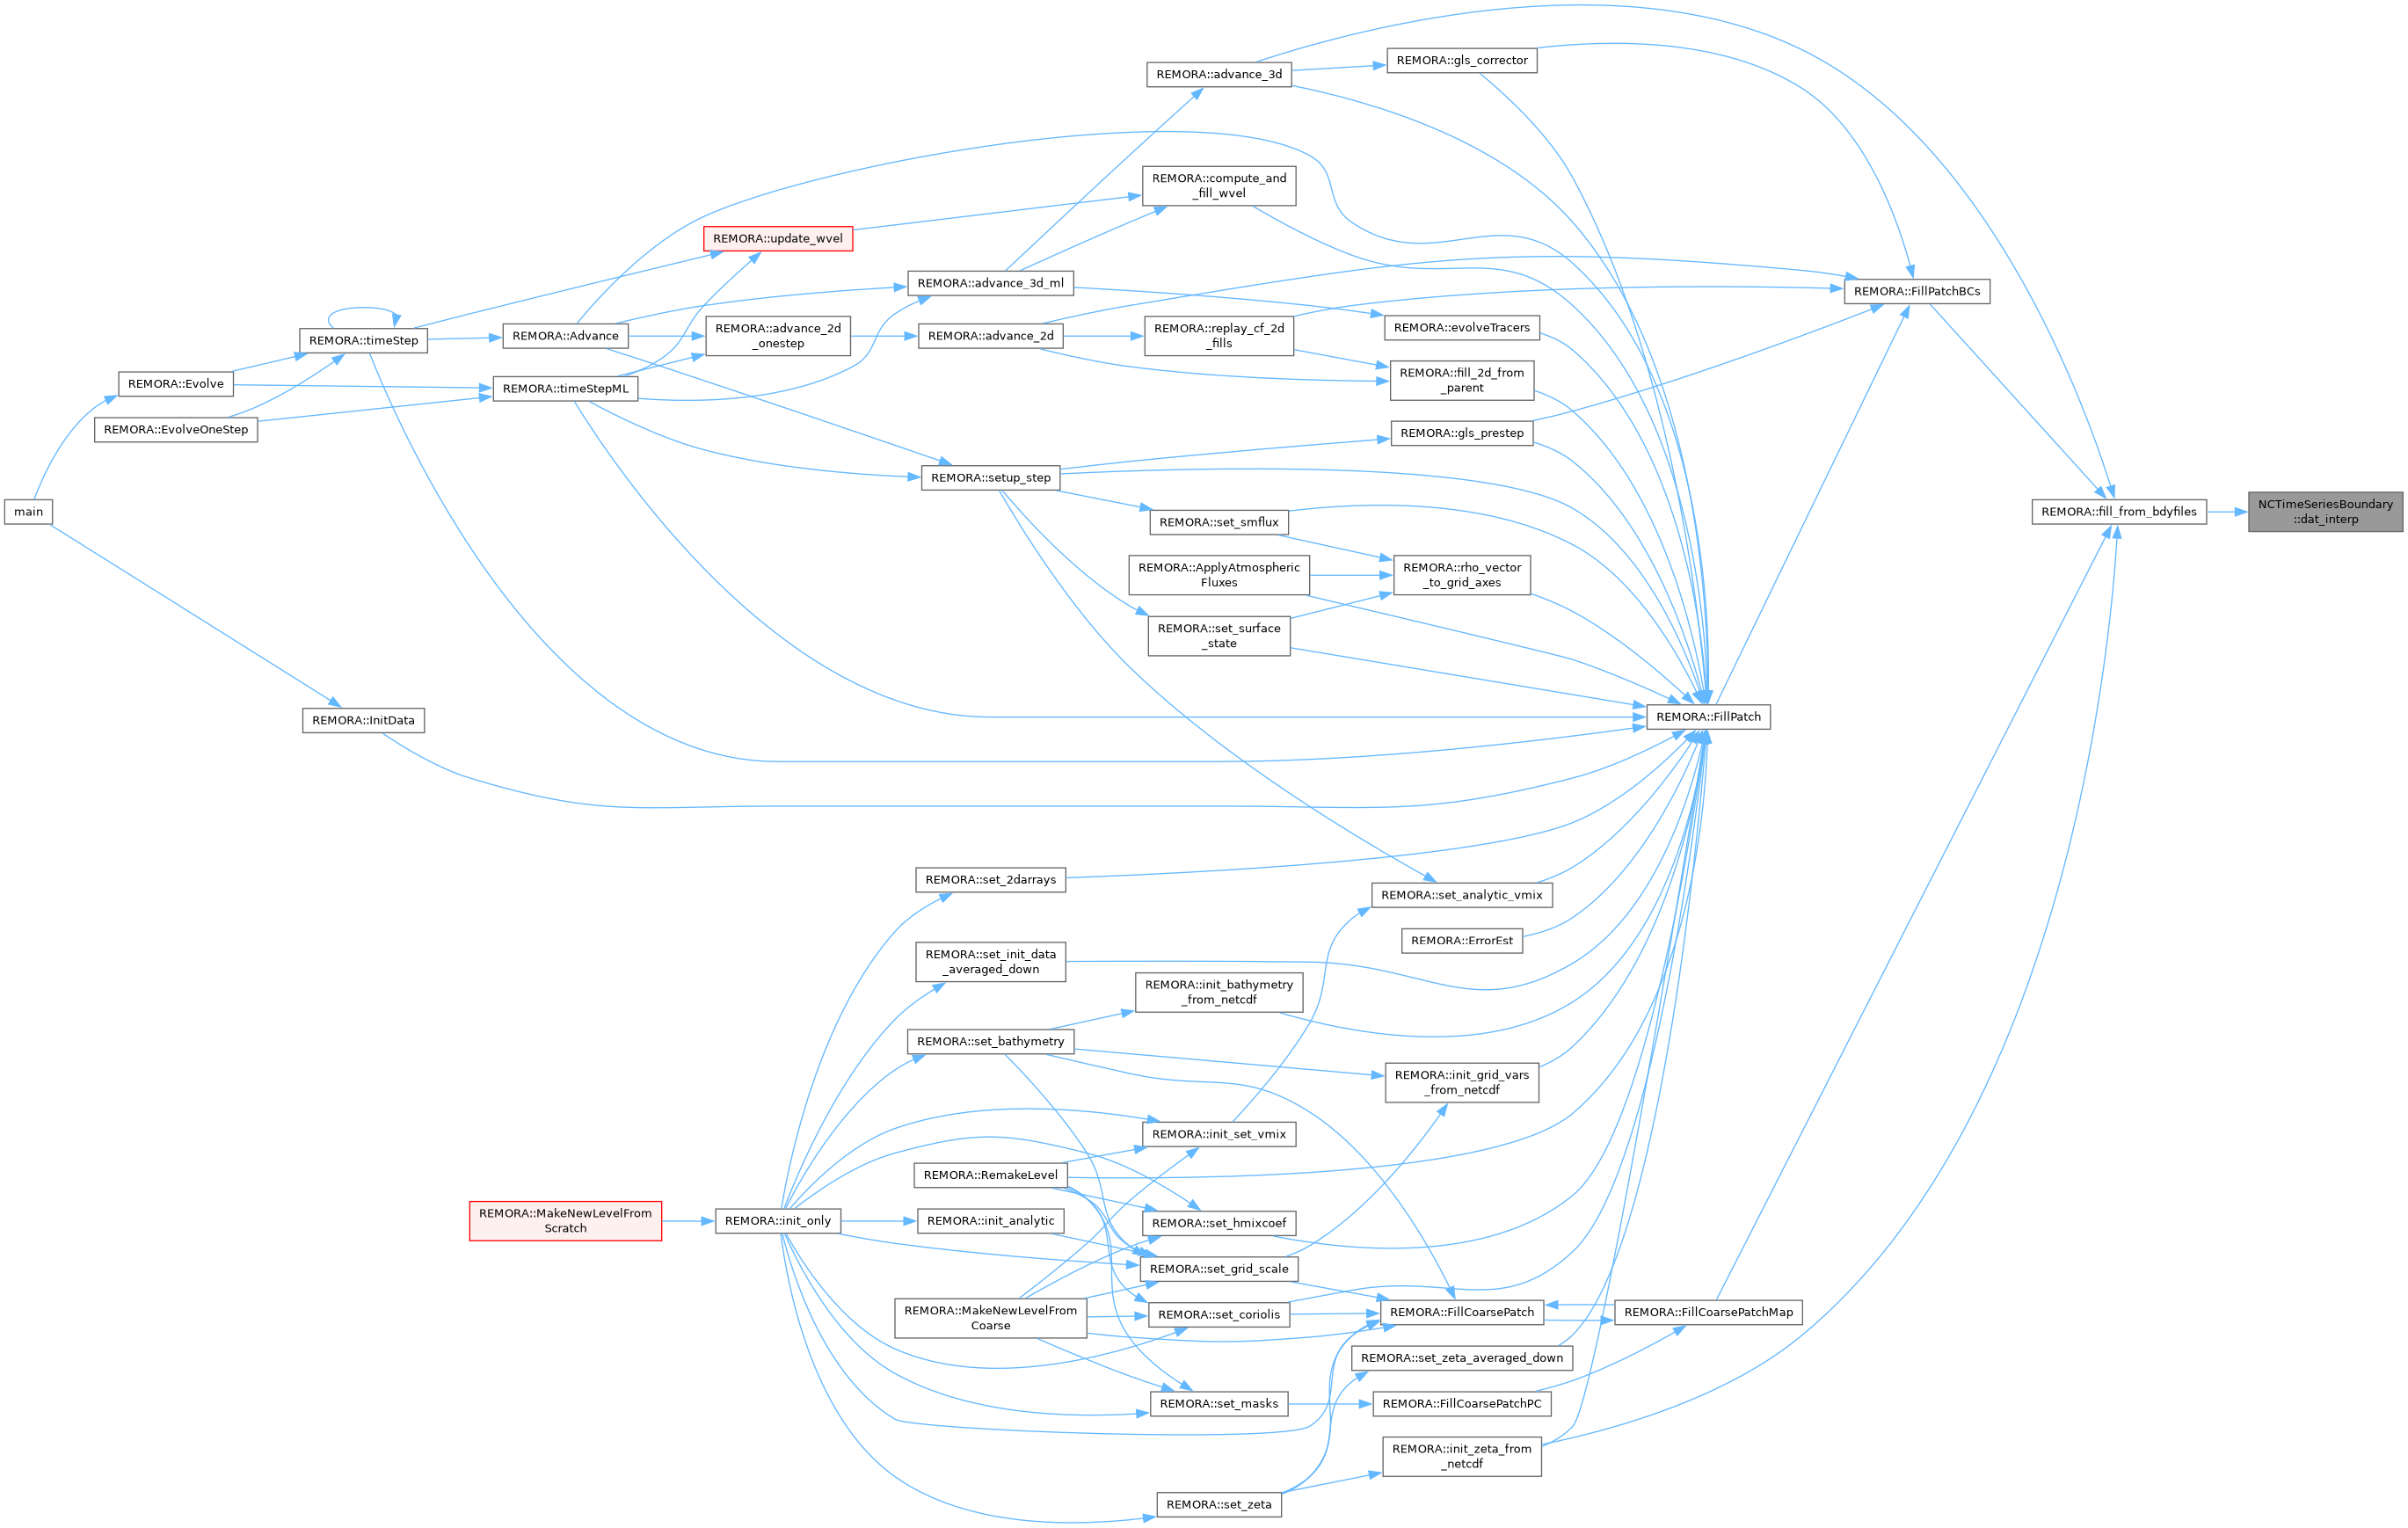 REMORA::gls_corrector
REMORA::advance_3d
REMORA::compute_and
_fill_wvel
REMORA::update_wvel
REMORA::advance_3d_ml
REMORA::FillPatchBCs
REMORA::evolveTracers
REMORA::advance_2d
_onestep
REMORA::advance_2d
REMORA::replay_cf_2d
_fills
REMORA::timeStep
REMORA::Advance
REMORA::fill_2d_from
_parent
REMORA::Evolve
REMORA::timeStepML
REMORA::EvolveOneStep
REMORA::gls_prestep
REMORA::setup_step
main
REMORA::set_smflux
REMORA::fill_from_bdyfiles
NCTimeSeriesBoundary
::dat_interp
REMORA::ApplyAtmospheric
Fluxes
REMORA::rho_vector
_to_grid_axes
REMORA::set_surface
_state
REMORA::InitData
REMORA::FillPatch
REMORA::set_2darrays
REMORA::set_analytic_vmix
REMORA::ErrorEst
REMORA::set_init_data
_averaged_down
REMORA::init_bathymetry
_from_netcdf
REMORA::set_bathymetry
REMORA::init_grid_vars
_from_netcdf
REMORA::init_set_vmix
REMORA::RemakeLevel
REMORA::MakeNewLevelFrom
Scratch
REMORA::init_only
REMORA::init_analytic
REMORA::set_hmixcoef
REMORA::set_grid_scale
REMORA::MakeNewLevelFrom
Coarse
REMORA::set_coriolis
REMORA::FillCoarsePatch
REMORA::FillCoarsePatchMap
REMORA::set_zeta_averaged_down
REMORA::set_masks
REMORA::FillCoarsePatchPC
REMORA::init_zeta_from
_netcdf
REMORA::set_zeta